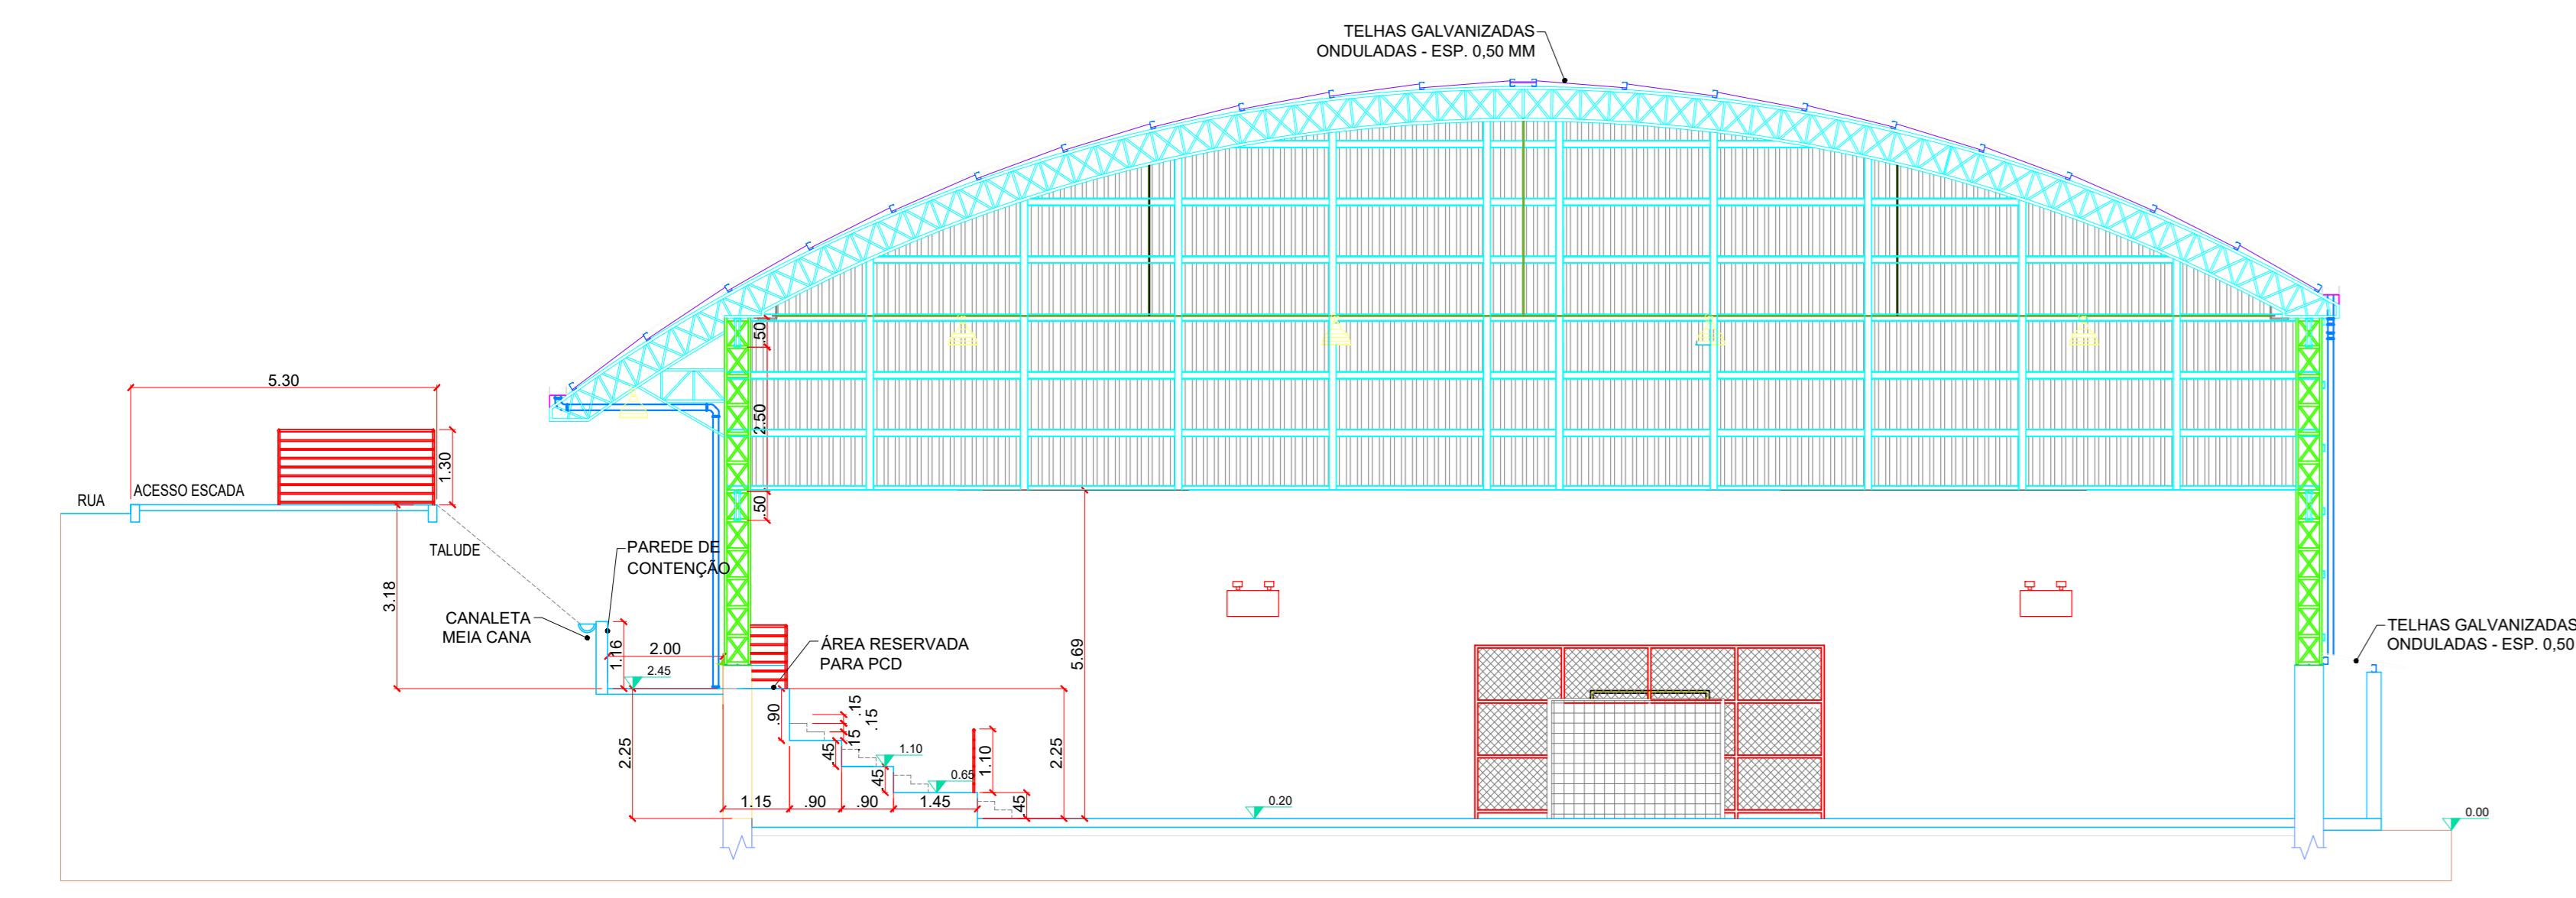 TELHAS GALVANIZADAS
ONDULADAS - ESP. 0,50 MM
.50
5.30
2.50
1.30
RUA
ACESSO ESCADA
.50
TALUDE
PAREDE DE
CONTENÇÃO
3.18
CANALETA
MEIA CANA
1.16
2.00
2.45
ÁREA RESERVADA
PARA PCD
5.69
TELHAS GALVANIZADAS
ONDULADAS - ESP. 0,50
.90
.15
.15
.15
2.25
.45
1.10
1.10
2.25
.45
0.65
1.15
.90
.90
1.45
.45
0.20
0.00